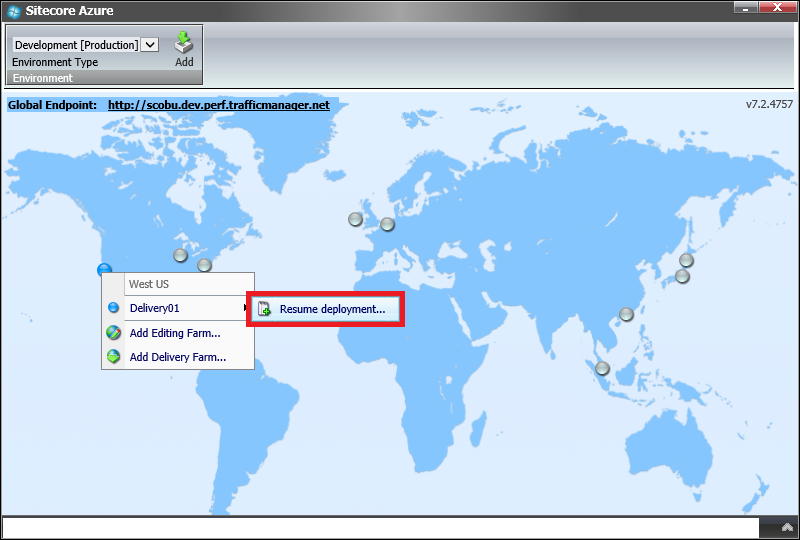 Sitecore Azure
Development [Production]
Environment Type
Add
Environment
Global Endpoint: http://scobu.dev.perf.trafficmanager.net
v7.2.4757
West US
Delivery01
Resume deployment...
Add Editing Farm...
Add Delivery Farm...